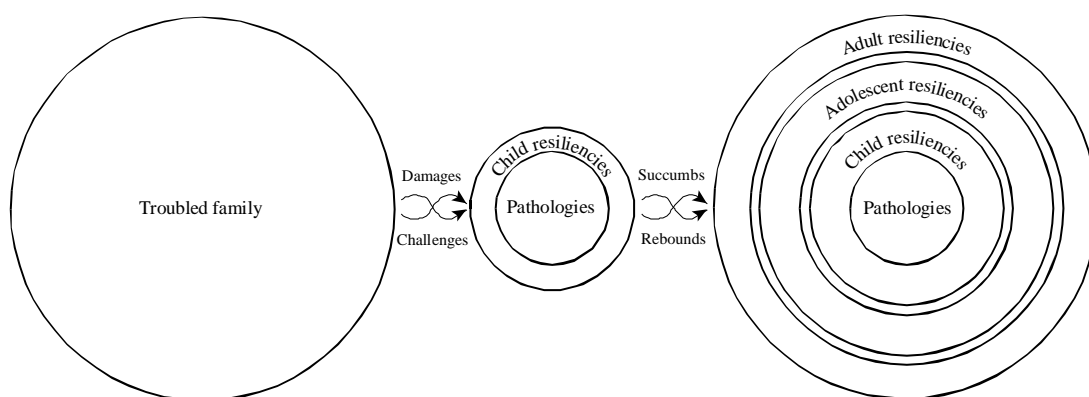 Troubled family
Damages
Challenges
Child resiliencies
Pathologies
Succumbs
Rebounds
Adult resiliencies
Adolescent resiliencies
Child resiliencies
Pathologies